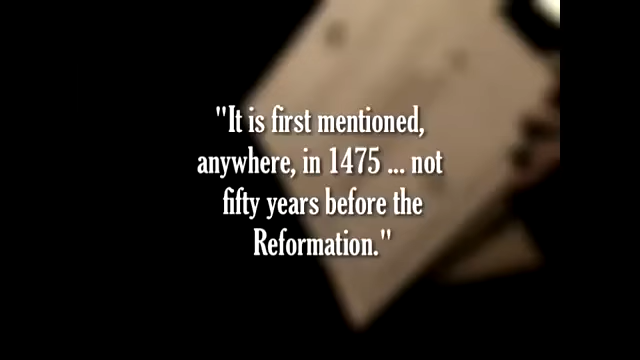 "It is first mentioned,
anywhere, in 1475 ... not
fifty years before the
Reformation."